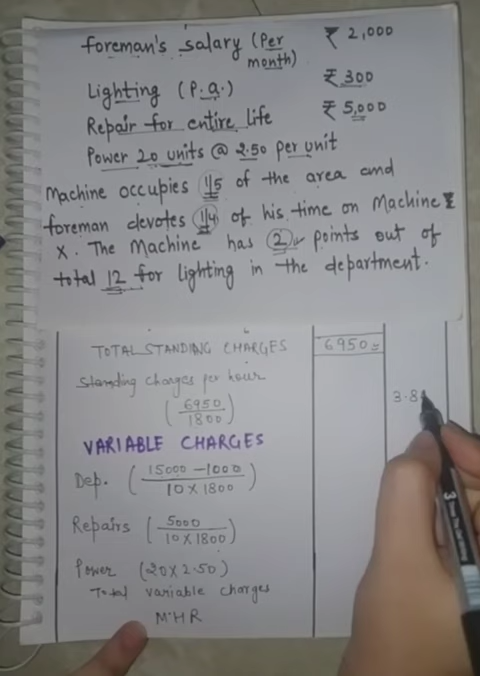 foreman's salary (Per month) ₹ 2,000
Lighting (P.a.) ₹ 300
Repair for entire life ₹ 5,000
Power 20 units @ 2.50 per unit
Machine occupies 1/5 of the area and
foreman devotes 1/4 of his time on Machine
X. The Machine has 2 points out of
total 12 for lighting in the department.
TOTAL STANDING CHARGES 6950=
Standing charges per hour
(6950/1800) 3.8
VARIABLE CHARGES
Dep. (15000-1000/10×1800)
Repairs (5000/10×1800)
Power (20×2.50)
Total variable charges
M.H.R